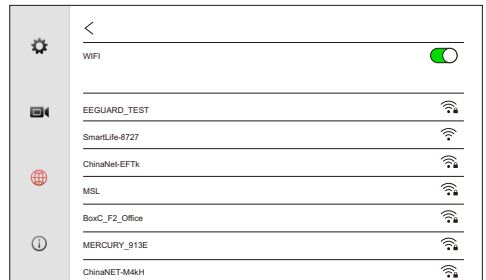 WIFI
EEGUARD_TEST
SmartLife-8727
ChinaNet-EFTk
MSL
BoxC_F2_Office
MERCURY_913E
ChinaNET-M4kH